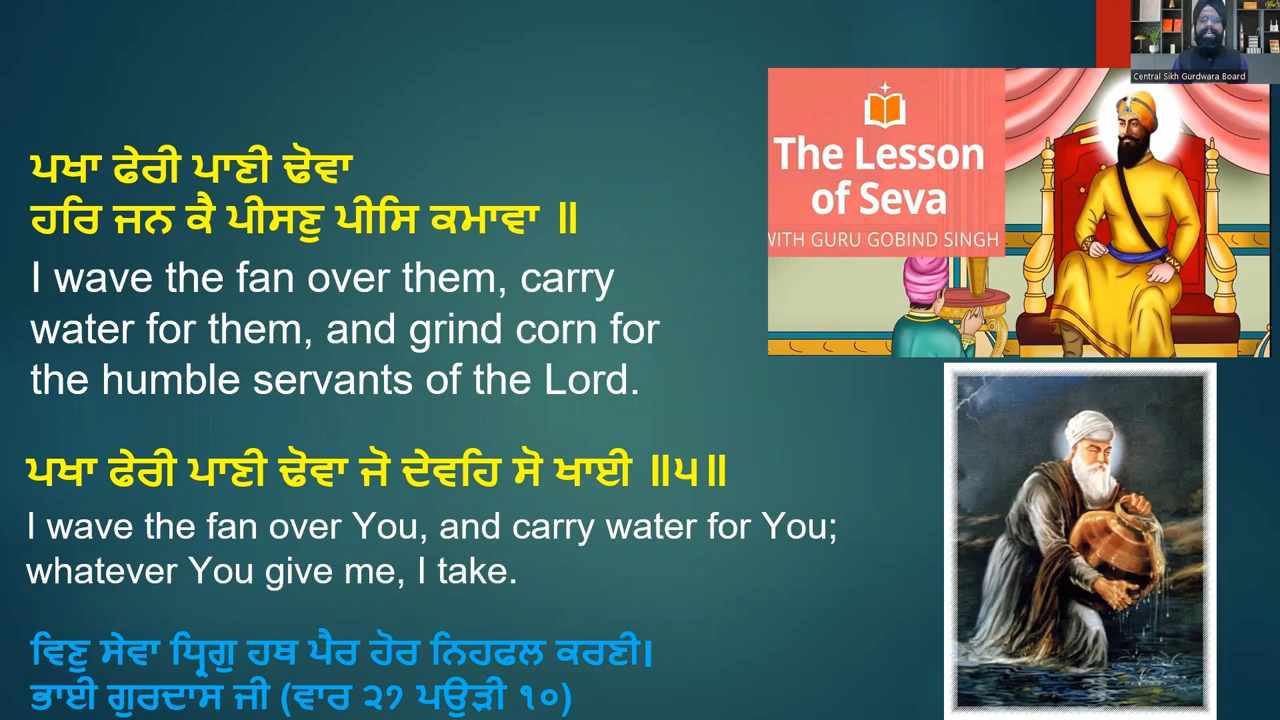 ਪਖਾ ਫੇਰੀ ਪਾਣੀ ਢੋਵਾ
ਹਰਿ ਜਨ ਕੈ ਪੀਸਣੁ ਪੀਸਿ ਕਮਾਵਾ ॥
I wave the fan over them, carry
water for them, and grind corn for
the humble servants of the Lord.
ਪਖਾ ਫੇਰੀ ਪਾਣੀ ਢੋਵਾ ਜੋ ਦੇਵਹਿ ਸੋ ਖਾਈ ॥੫॥
I wave the fan over You, and carry water for You;
whatever You give me, I take.
ਵਿਣੁ ਸੇਵਾ ਧ੍ਰਿਗੁ ਹਥ ਪੈਰ ਹੋਰ ਨਿਹਫਲ ਕਰਣੀ।
ਭਾਈ ਗੁਰਦਾਸ ਜੀ (ਵਾਰ ੨੭ ਪਉੜੀ ੧੦)
The Lesson
of Seva
WITH GURU GOBIND SINGH
Central Sikh Gurdwara Board